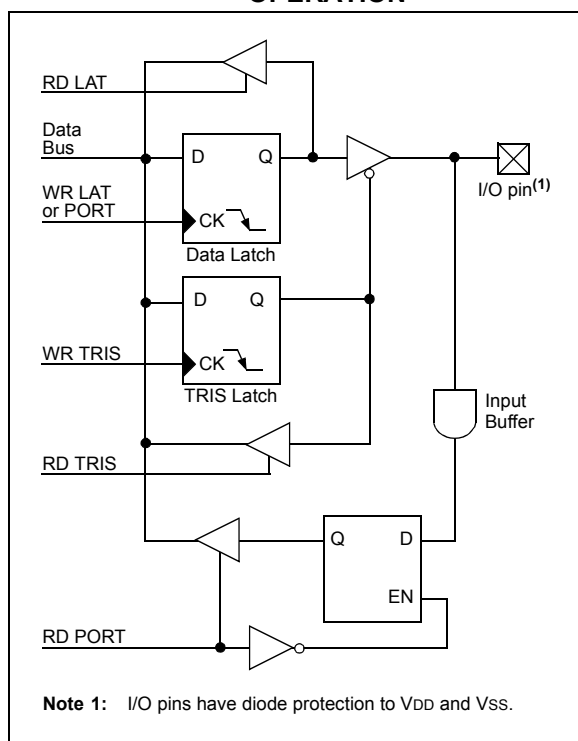 OPERATION
RD LAT
Data
Bus
D Q
I/O pin(1)
WR LAT
or PORT
CK
Data Latch
D Q
WR TRIS
CK
TRIS Latch
Input
Buffer
RD TRIS
Q D
EN
RD PORT
Note 1: I/O pins have diode protection to VDD and VSS.